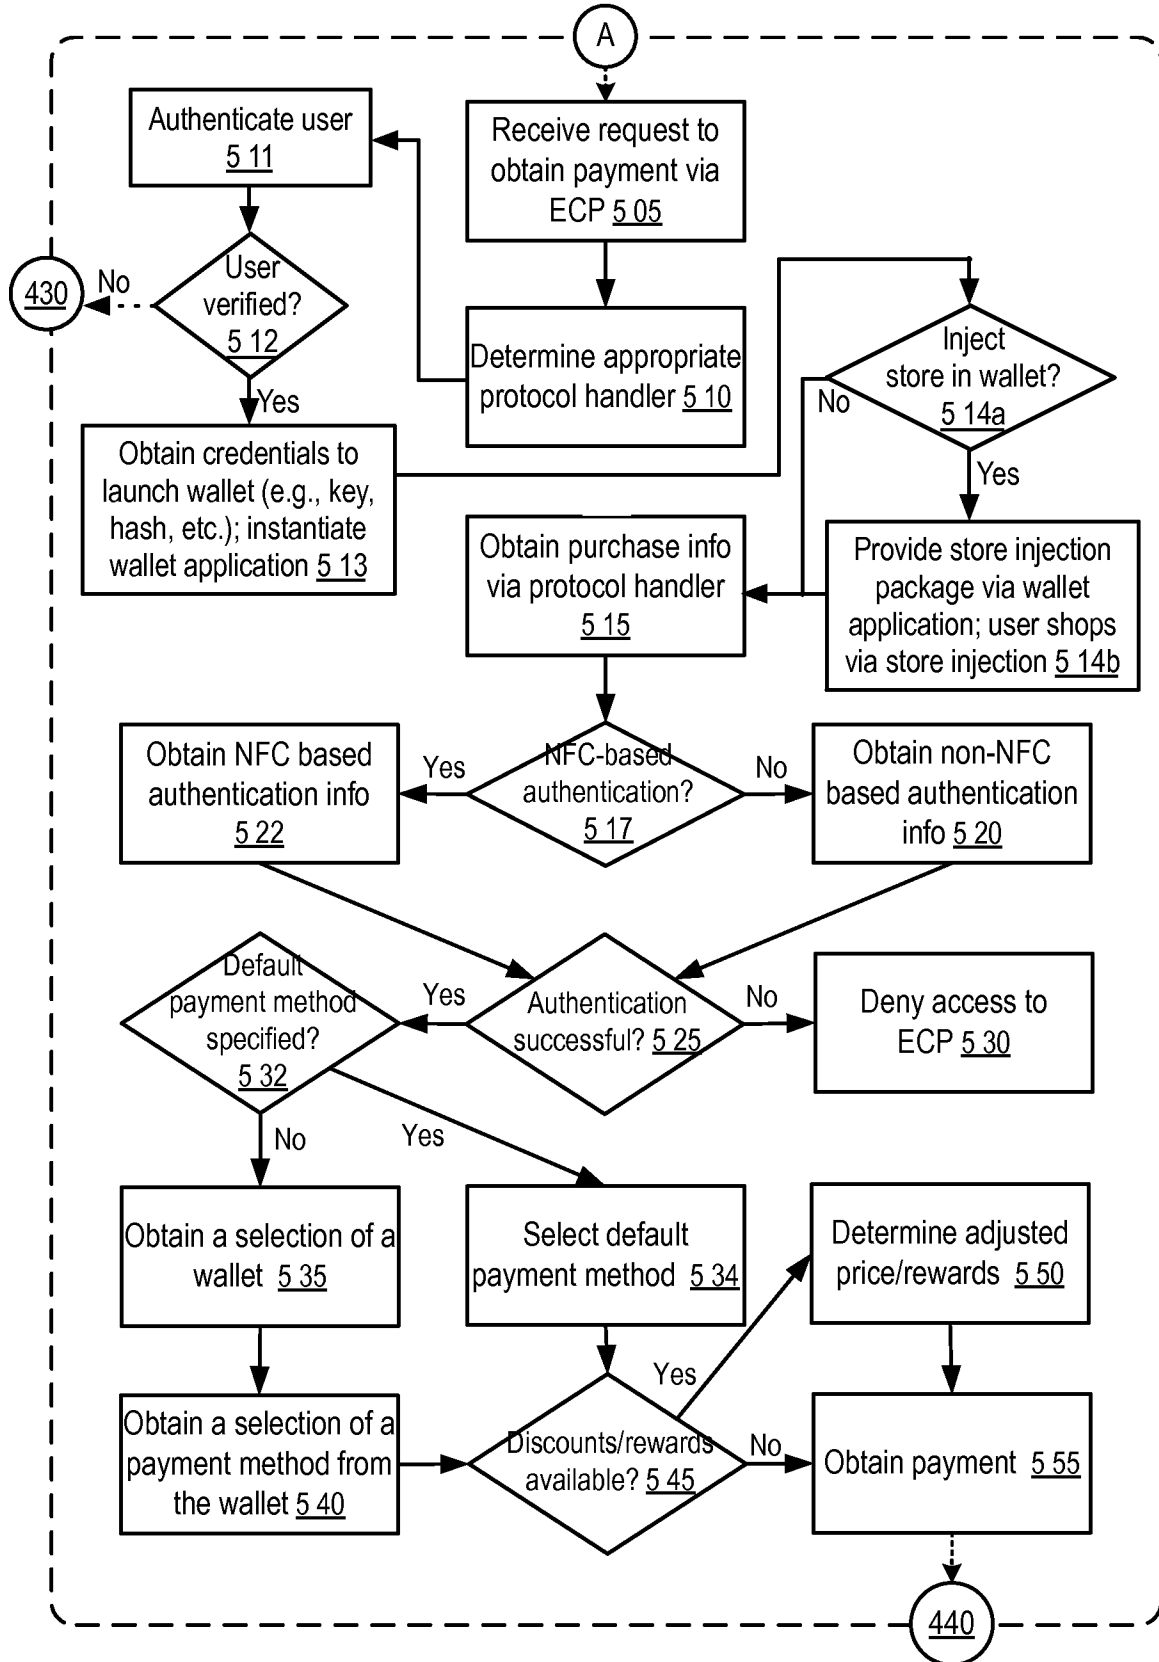 A
Receive request to
obtain payment via
ECP 5 05
Authenticate user
5 11
User
verified?
5 12
No
430
Yes
Determine appropriate
protocol handler 5 10
Inject
store in wallet?
5 14a
No
Yes
Obtain credentials to
launch wallet (e.g., key,
hash, etc.); instantiate
wallet application 5 13
Obtain purchase info
via protocol handler
5 15
Provide store injection
package via wallet
application; user shops
via store injection 5 14b
Obtain NFC based
authentication info
5 22
Yes
NFC-based
authentication?
5 17
No
Obtain non-NFC
based authentication
info 5 20
Default
payment method
specified?
5 32
Yes
Authentication
successful? 5 25
No
Deny access to
ECP 5 30
No
Yes
Obtain a selection of a
wallet 5 35
Select default
payment method 5 34
Determine adjusted
price/rewards 5 50
Yes
Obtain a selection of a
payment method from
the wallet 5 40
Discounts/rewards
available? 5 45
No
Obtain payment 5 55
440